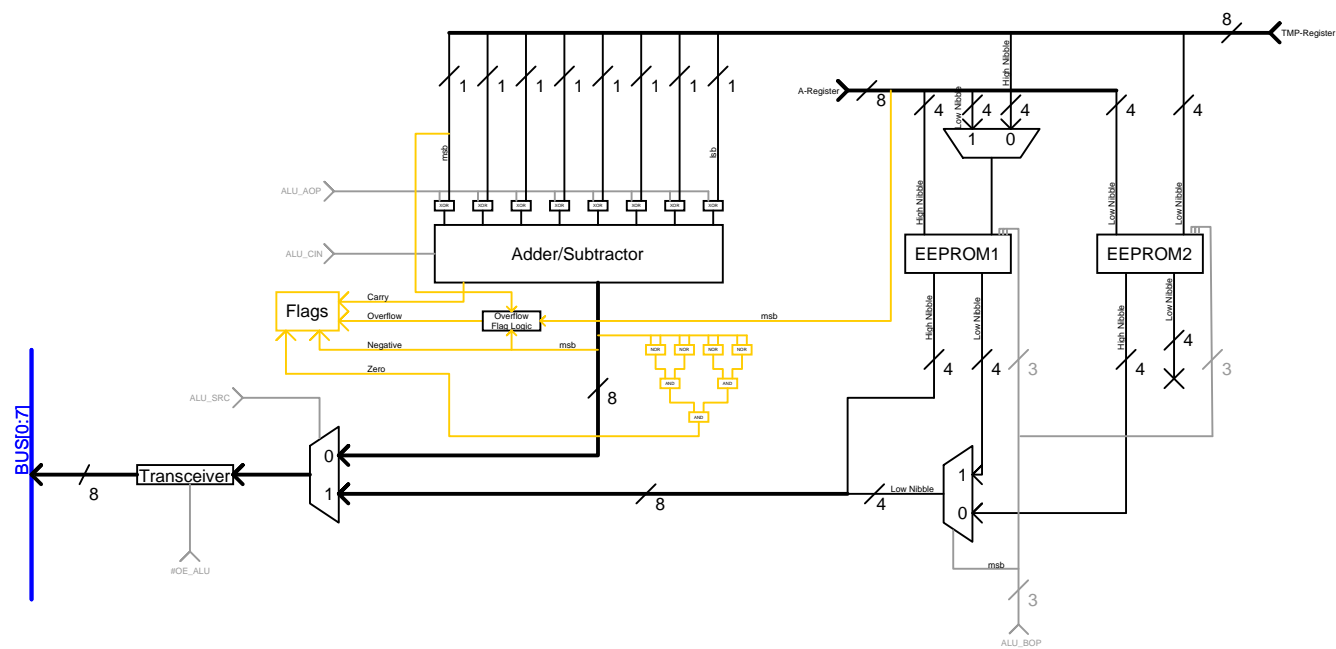 8
TMP-Register
1
1
1
1
1
1
1
1
High Nibble
A-Register
8
4
Low Nibble
4
4
4
4
1 0
msb
lsb
High Nibble
Low Nibble
Low Nibble
ALU_AOP
XOR
XOR
XOR
XOR
XOR
XOR
XOR
XOR
ALU_CIN
Adder/Subtractor
EEPROM1
EEPROM2
Flags
Carry
Overflow
Negative
Zero
Overflow
Flag Logic
msb
msb
NOR
NOR
NOR
NOR
AND
AND
AND
High Nibble
Low Nibble
High Nibble
Low Nibble
4
4
3
4
4
3
8
ALU_SRC
BUS[0:7]
0
1
Transceiver
8
8
4
Low Nibble
1
0
#OE_ALU
msb
3
ALU_BOP